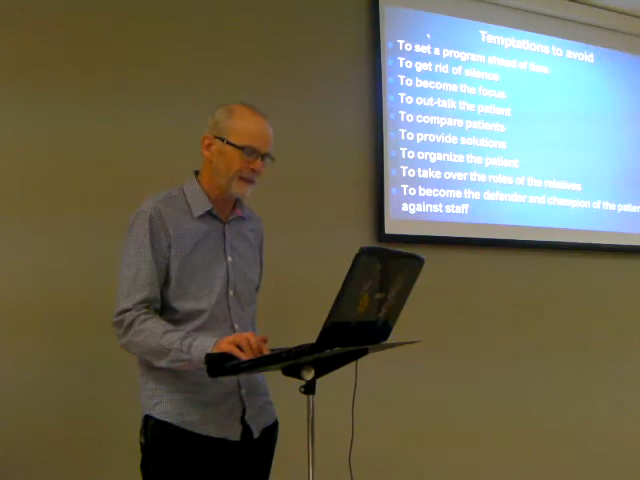 Temptations to avoid
To set a program ahead of time
To get rid of silence
To become the focus
To out-talk the patient
To compare patients
To provide solutions
To organize the patient
To take over the roles of the relatives
To become the defender and champion of the patien
against staff